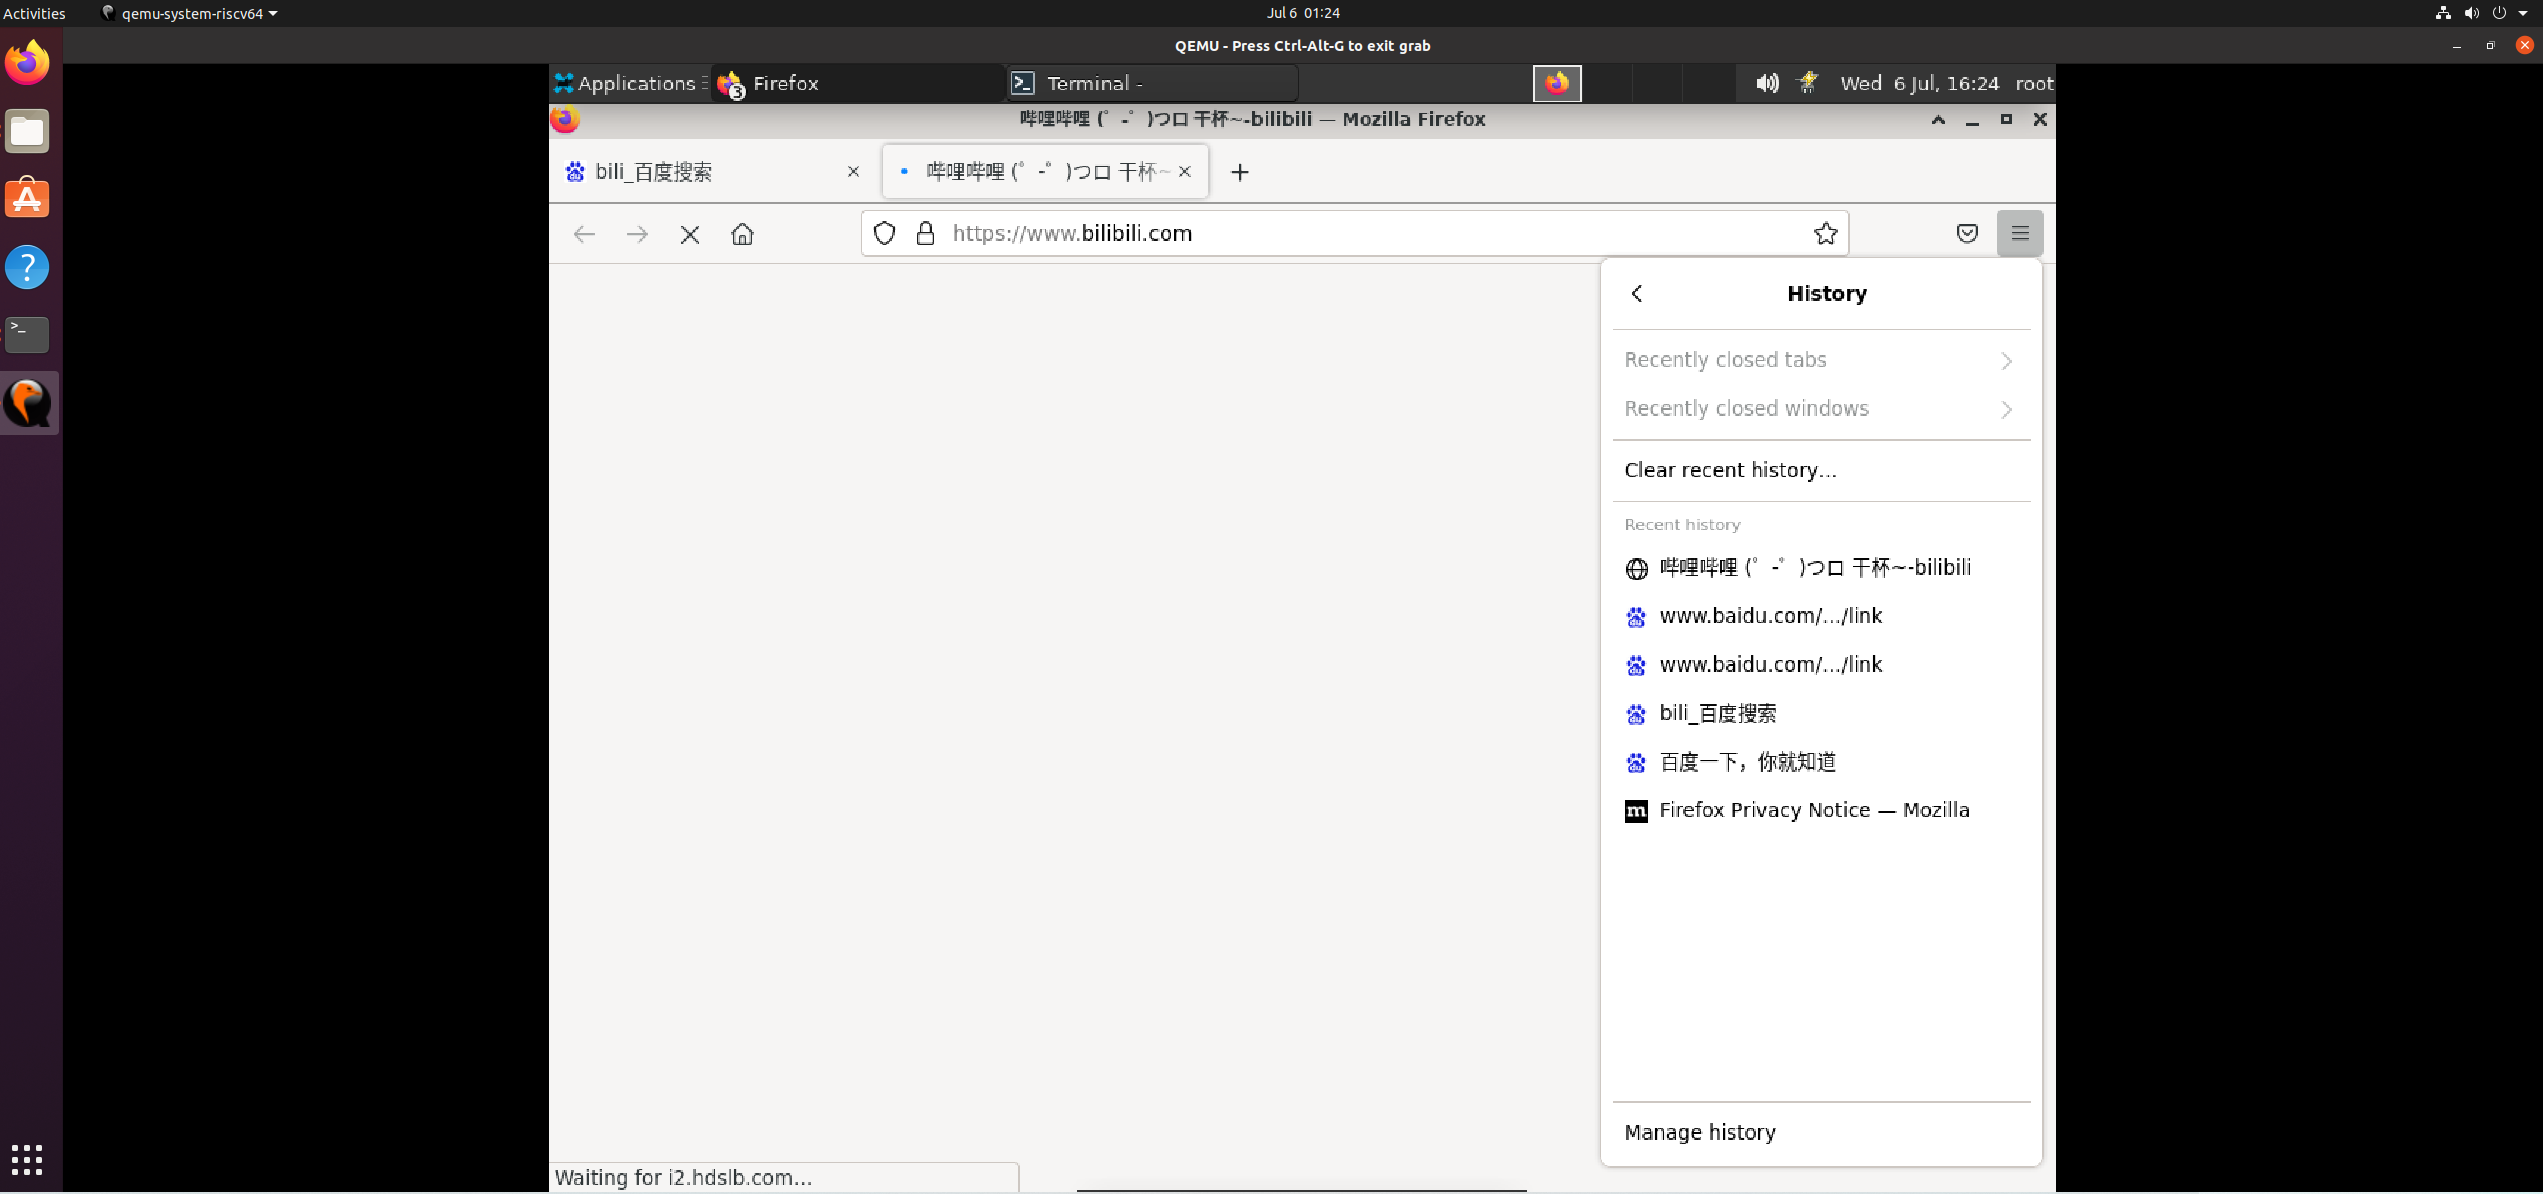 Activities qemu-system-riscv64 Jul 6 01:24
QEMU - Press Ctrl-Alt-G to exit grab
Applications 3 Firefox Terminal - Wed 6 Jul, 16:24 root
哔哩哔哩 (゜-゜)つロ 干杯~-bilibili — Mozilla Firefox
bili_百度搜索 哔哩哔哩 (゜-゜)つロ 干杯~
https://www.bilibili.com
History
Recently closed tabs
Recently closed windows
Clear recent history...
Recent history
哔哩哔哩 (゜-゜)つロ 干杯~-bilibili
www.baidu.com/.../link
www.baidu.com/.../link
bili_百度搜索
百度一下，你就知道
Firefox Privacy Notice — Mozilla
Manage history
Waiting for i2.hdslb.com...